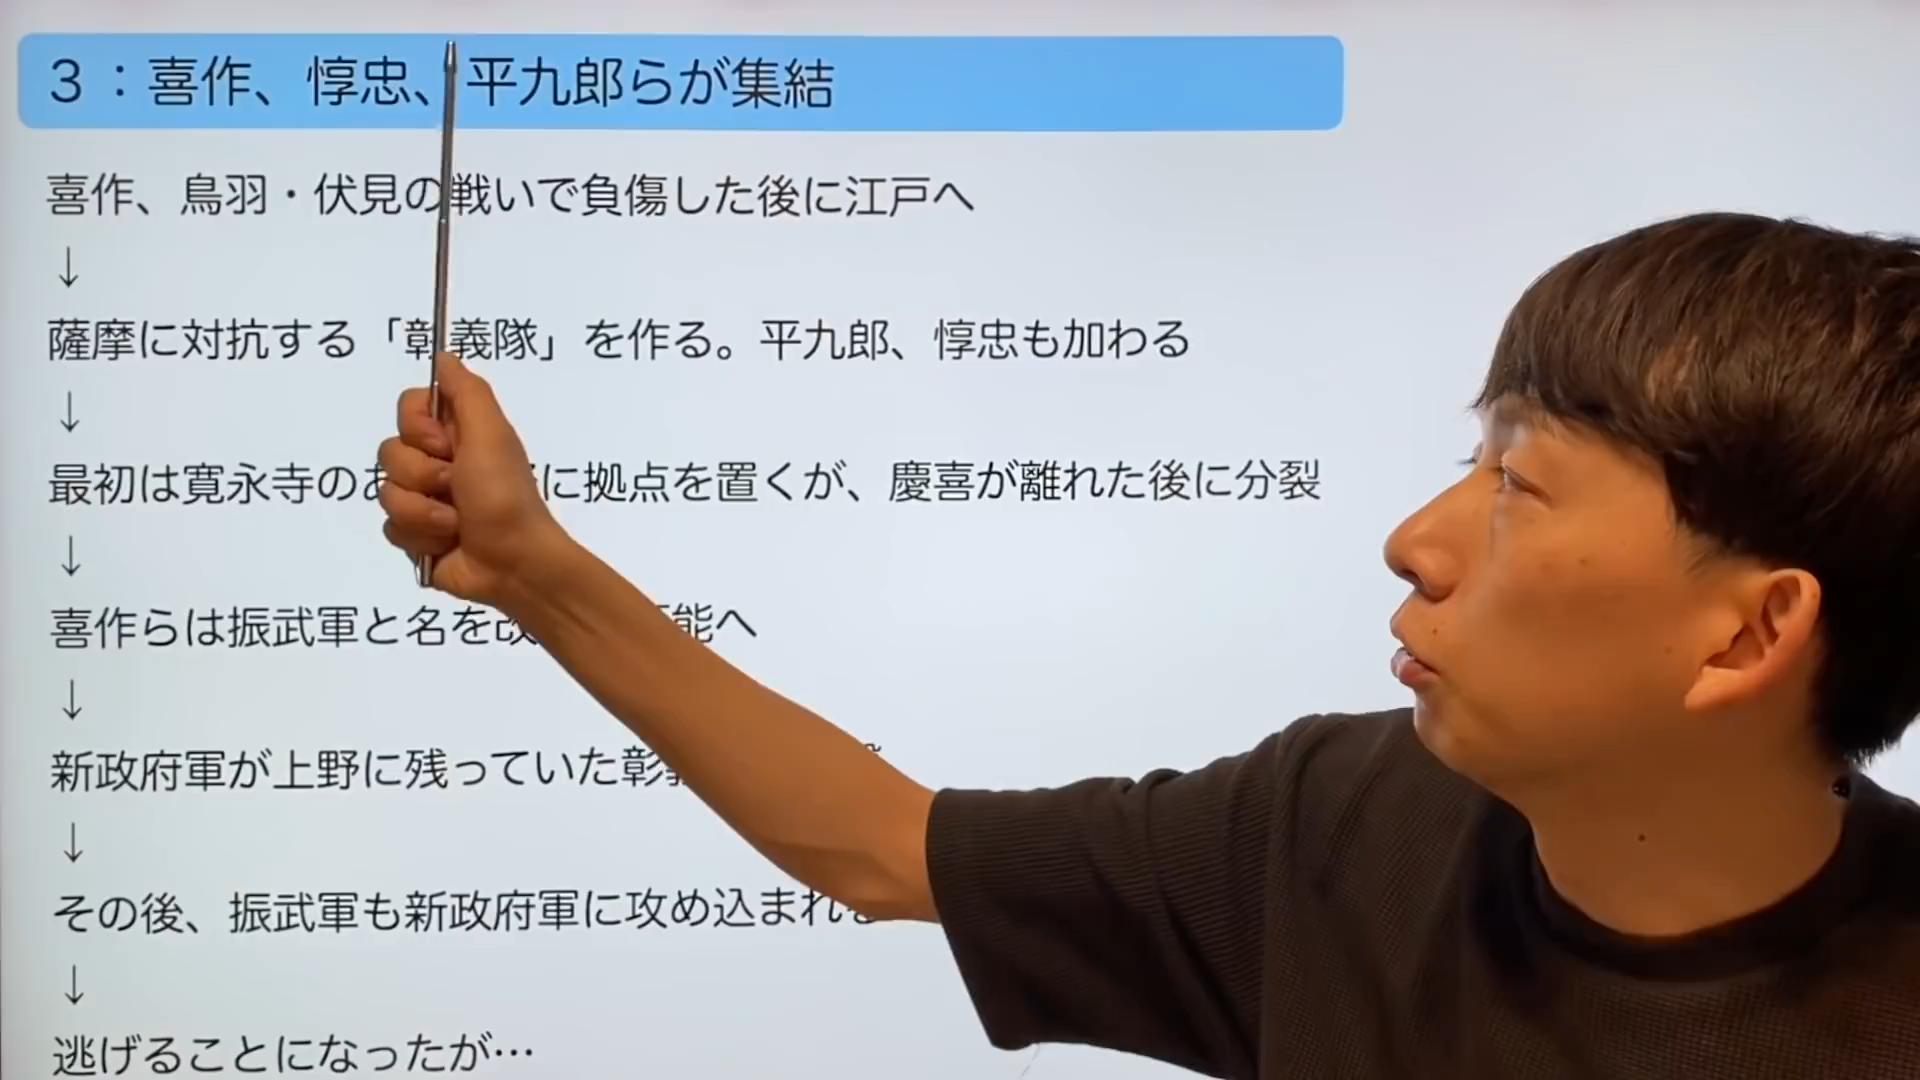 3：喜作、惇忠、平九郎らが集結
喜作、鳥羽・伏見の戦いで負傷した後に江戸へ
↓
薩摩に対抗する「彰義隊」を作る。平九郎、惇忠も加わる
↓
最初は寛永寺のあ に拠点を置くが、慶喜が離れた後に分裂
↓
喜作らは振武軍と名を改 能へ
↓
新政府軍が上野に残っていた彰義
↓
その後、振武軍も新政府軍に攻め込まれ
↓
逃げることになったが…